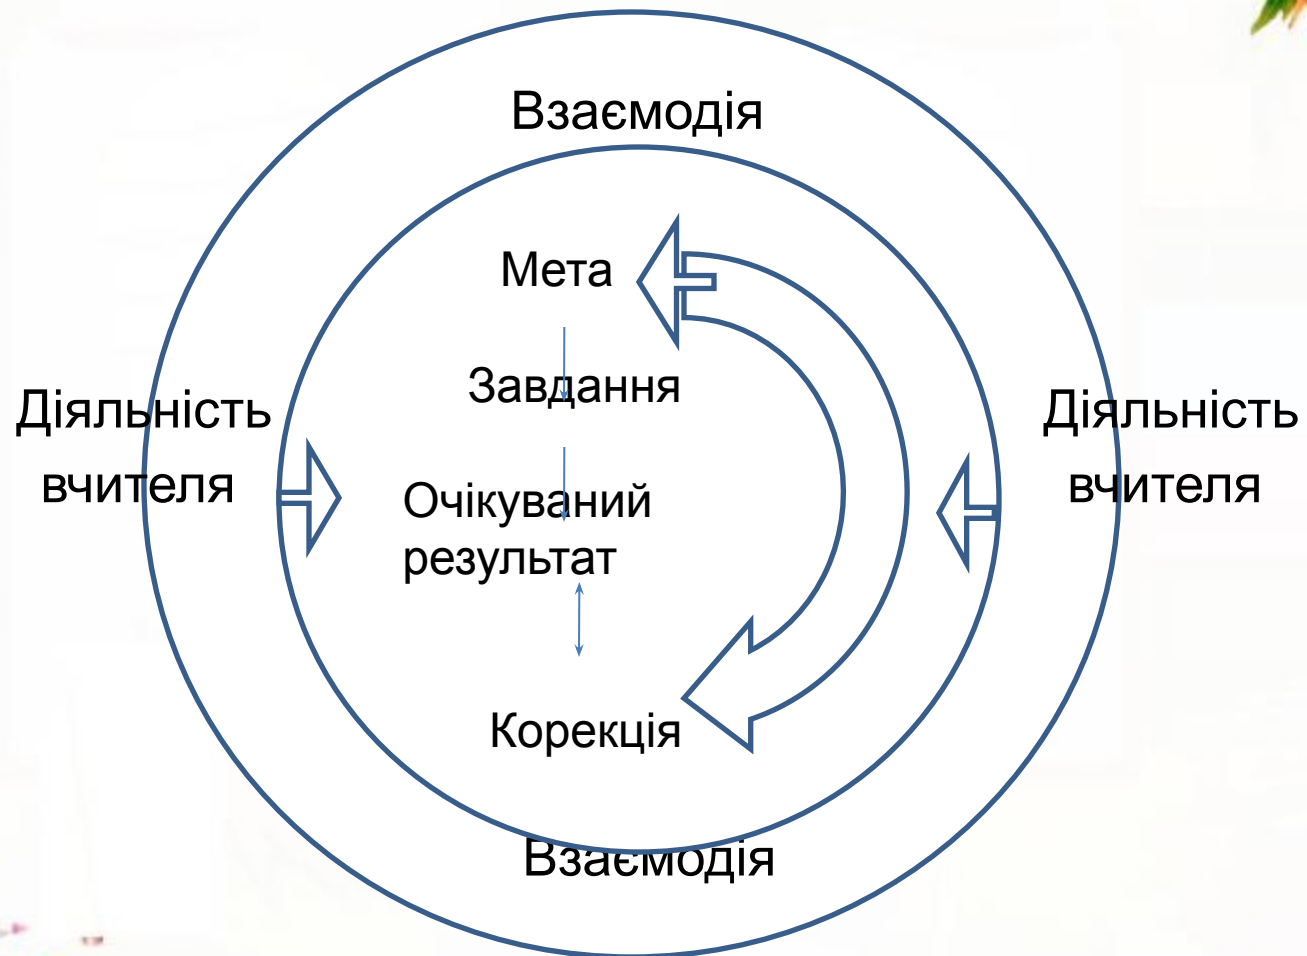 Взаємодія
Мета
Завдання
Діяльність
вчителя
Діяльність
вчителя
Очікуваний
результат
Корекція
Взаємодія